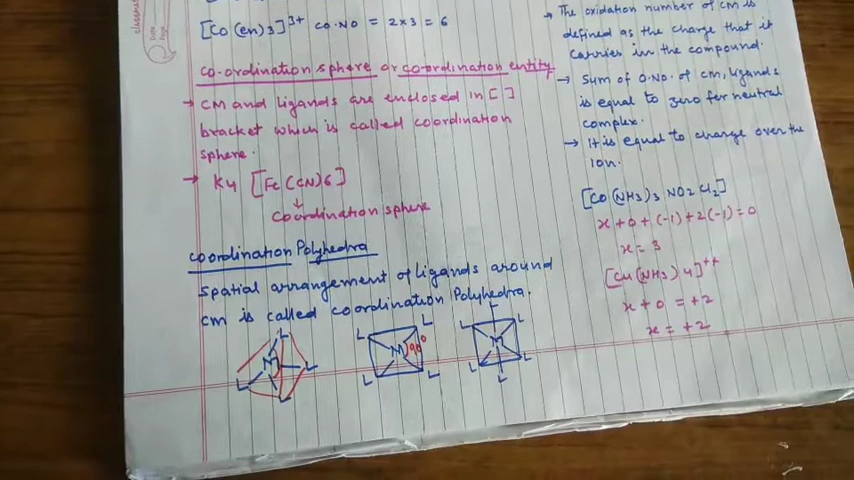 [Co(en)3]3+ CO.NO = 2x3 = 6
co-ordination sphere or co-ordination entity
→ CM and ligands are enclosed in [ ]
bracket which is called coordination
sphere.
→ K4 [Fe(CN)6]
↓
Coordination sphere
coordination Polyhedra
spatial arrangement of ligands around
cm is called coordination Polyhedra.
L
M
L L
L
L L
M 90°
L L
L
L L
M
L L
L
→ The oxidation number of CM is
defined as the charge that it
carries in the compound.
→ Sum of O.NO. of CM, ligands
is equal to zero for neutral
complex.
→ It is equal to charge over the
ion.
[CO(NH3)3 NO2 Cl2]
x+0+(-1)+2(-1)=0
x=3
[Cu(NH3)4]++
x+0=+2
x=+2